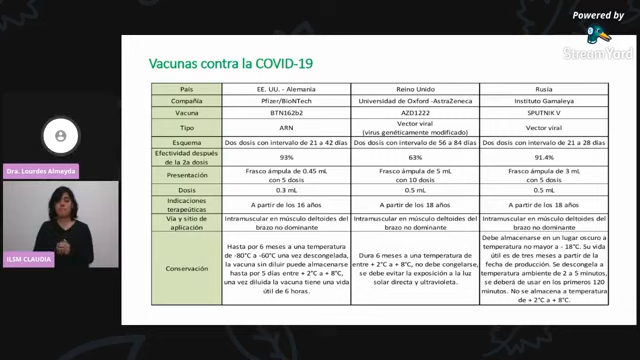 Powered by
StreamYard
Vacunas contra la COVID-19
País EE. UU. - Alemania Reino Unido Rusia
Compañía Pfizer/BioNTech Universidad de Oxford -AstraZeneca Instituto Gamaleya
Vacuna BTN162b2 AZD1222 SPUTNIK V
Tipo ARN Vector viral (virus genéticamente modificado) Vector viral
Esquema Dos dosis con intervalo de 21 a 42 días Dos dosis con intervalo de 56 a 84 días Dos dosis con intervalo de 21 a 28 días
Efectividad después de la 2a dosis 93% 63% 91.4%
Presentación Frasco ámpula de 0.45 mL con 5 dosis Frasco ámpula de 5 mL con 10 dosis Frasco ámpula de 3 mL con 5 dosis
Dosis 0.3 mL 0.5 mL 0.5 mL
Indicaciones terapeúticas A partir de los 16 años A partir de los 18 años A partir de los 18 años
Vía y sitio de aplicación Intramuscular en músculo deltoides del brazo no dominante Intramuscular en músculo deltoides del brazo no dominante Intramuscular en músculo deltoides del brazo no dominante
Conservación
Hasta por 6 meses a una temperatura
de -80°C a -60°C una vez descongelada,
la vacuna sin diluir puede almacenarse
hasta por 5 días entre + 2°C a + 8°C,
una vez diluida la vacuna tiene una vida
útil de 6 horas.
Dura 6 meses a una temperatura de
entre + 2°C a + 8°C, no debe congelarse,
se debe evitar la exposición a la luz
solar directa y ultravioleta.
Debe almacenarse en un lugar oscuro a
temperatura no mayor a - 18°C. Su vida
útil es de tres meses a partir de la
fecha de producción. Se descongela a
temperatura ambiente de 2 a 5 minutos,
se deberá de usar en los primeros 120
minutos. No se almacena a temperatura
de + 2°C a + 8°C.
Dra. Lourdes Almeyda
ILSM CLAUDIA